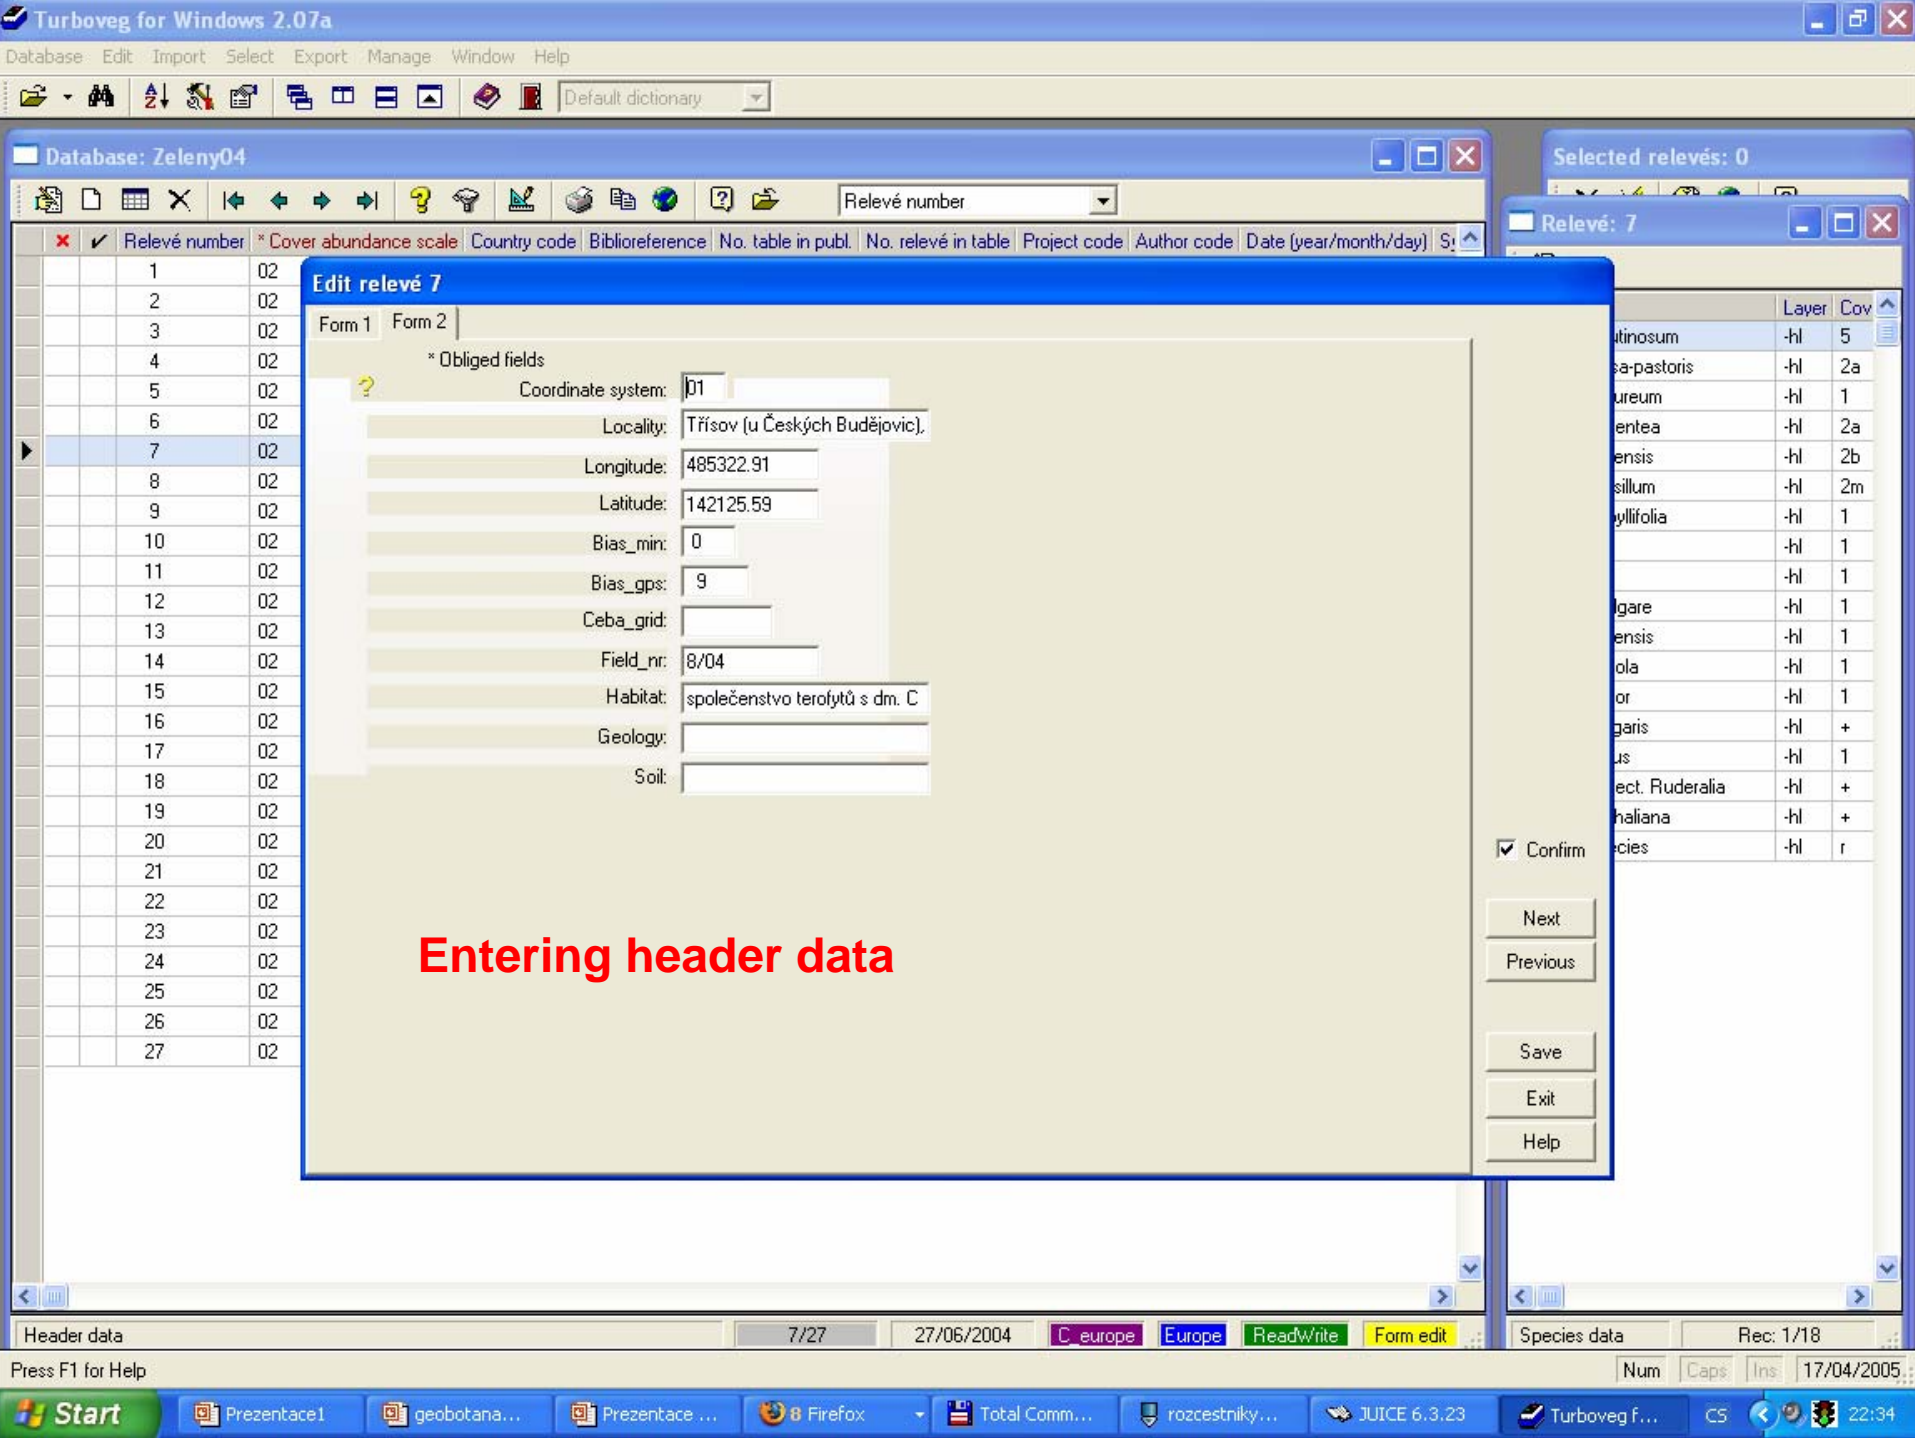 Turboveg for Windows 2.07a
Database Edit Import Select Export Manage Window Help
Default dictionary
Database: Zeleny04
Selected relevés: 0
Relevé number
Relevé: 7
Relevé number * Cover abundance scale Country code Biblioreference No. table in publ. No. relevé in table Project code Author code Date (year/month/day)
Layer Cov
1 02
2 02
3 02
4 02
5 02
6 02
7 02
8 02
9 02
10 02
11 02
12 02
13 02
14 02
15 02
16 02
17 02
18 02
19 02
20 02
21 02
22 02
23 02
24 02
25 02
26 02
27 02
Edit relevé 7
Form 1 Form 2
* Obliged fields
Coordinate system: 01
Locality: Třísov (u Českých Budějovic),
Longitude: 485322.91
Latitude: 142125.59
Bias_min: 0
Bias_gps: 9
Ceba_grid:
Field_nr: 8/04
Habitat: společenstvo terofytů s dm. C
Geology:
Soil:
Entering header data
Confirm
Next
Previous
Save
Exit
Help
utinosum -hl 5
sa-pastoris -hl 2a
ureum -hl 1
entea -hl 2a
ensis -hl 2b
sillum -hl 2m
yllifolia -hl 1
-hl 1
-hl 1
lgare -hl 1
ensis -hl 1
ola -hl 1
or -hl 1
garis -hl +
us -hl 1
ect. Ruderalia -hl +
haliana -hl +
cies -hl r
Header data 7/27 27/06/2004 C_europe Europe ReadWrite Form edit
Species data Rec: 1/18
Press F1 for Help
Num Caps Ins 17/04/2005
Start Prezentace1 geobotana... Prezentace ... 8 Firefox Total Comm... rozcestniky... JUICE 6.3.23 Turboveg f... CS 22:34